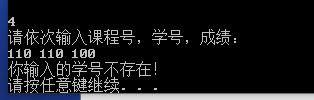 4
请依次输入课程号，学号，成绩：
110 110 100
你输入的学号不存在！
请按任意键继续. . .